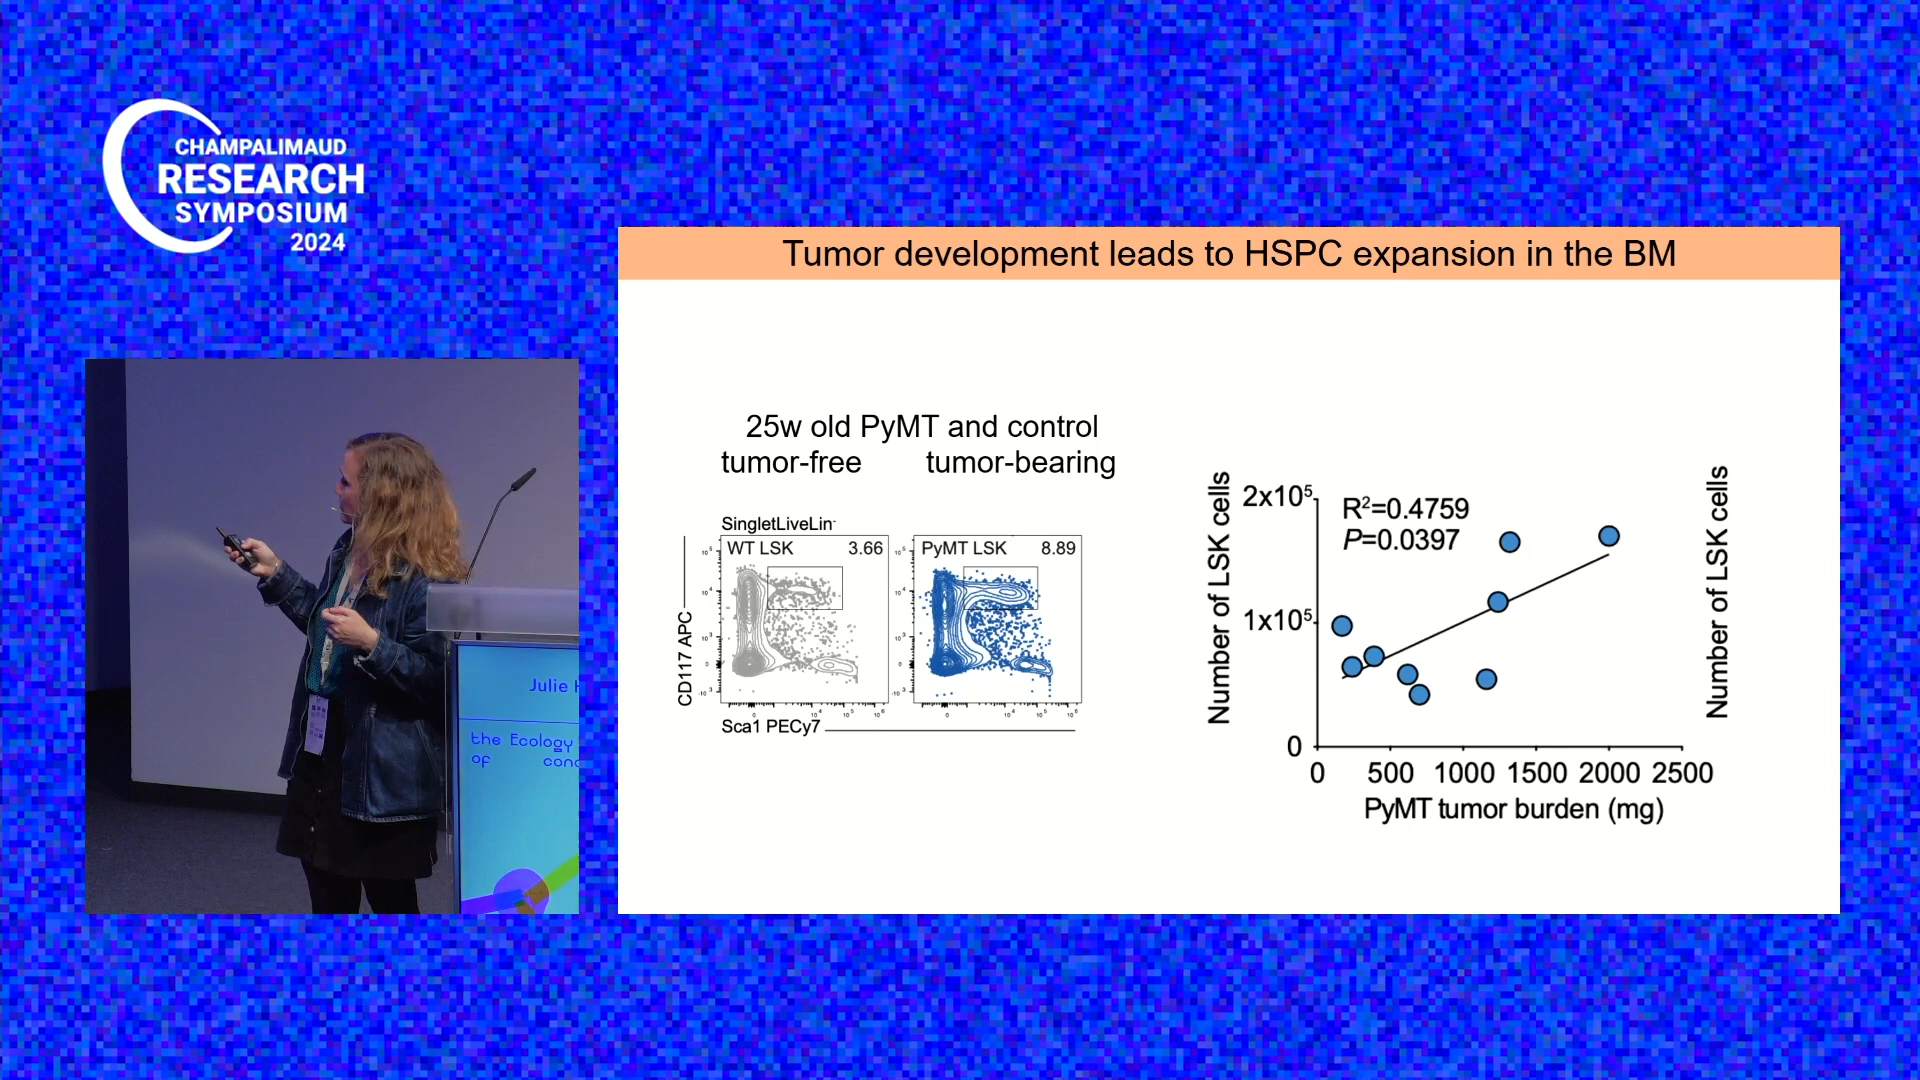 CHAMPALIMAUD
RESEARCH
SYMPOSIUM
2024
Tumor development leads to HSPC expansion in the BM
25w old PyMT and control
tumor-free tumor-bearing
SingletLiveLin-
WT LSK 3.66
PyMT LSK 8.89
CD117 APC
Sca1 PECy7
Number of LSK cells
2x10⁵
1x10⁵
0
R²=0.4759
P=0.0397
0 500 1000 1500 2000 2500
PyMT tumor burden (mg)
Number of LSK cells
Julie
the Ecology
of